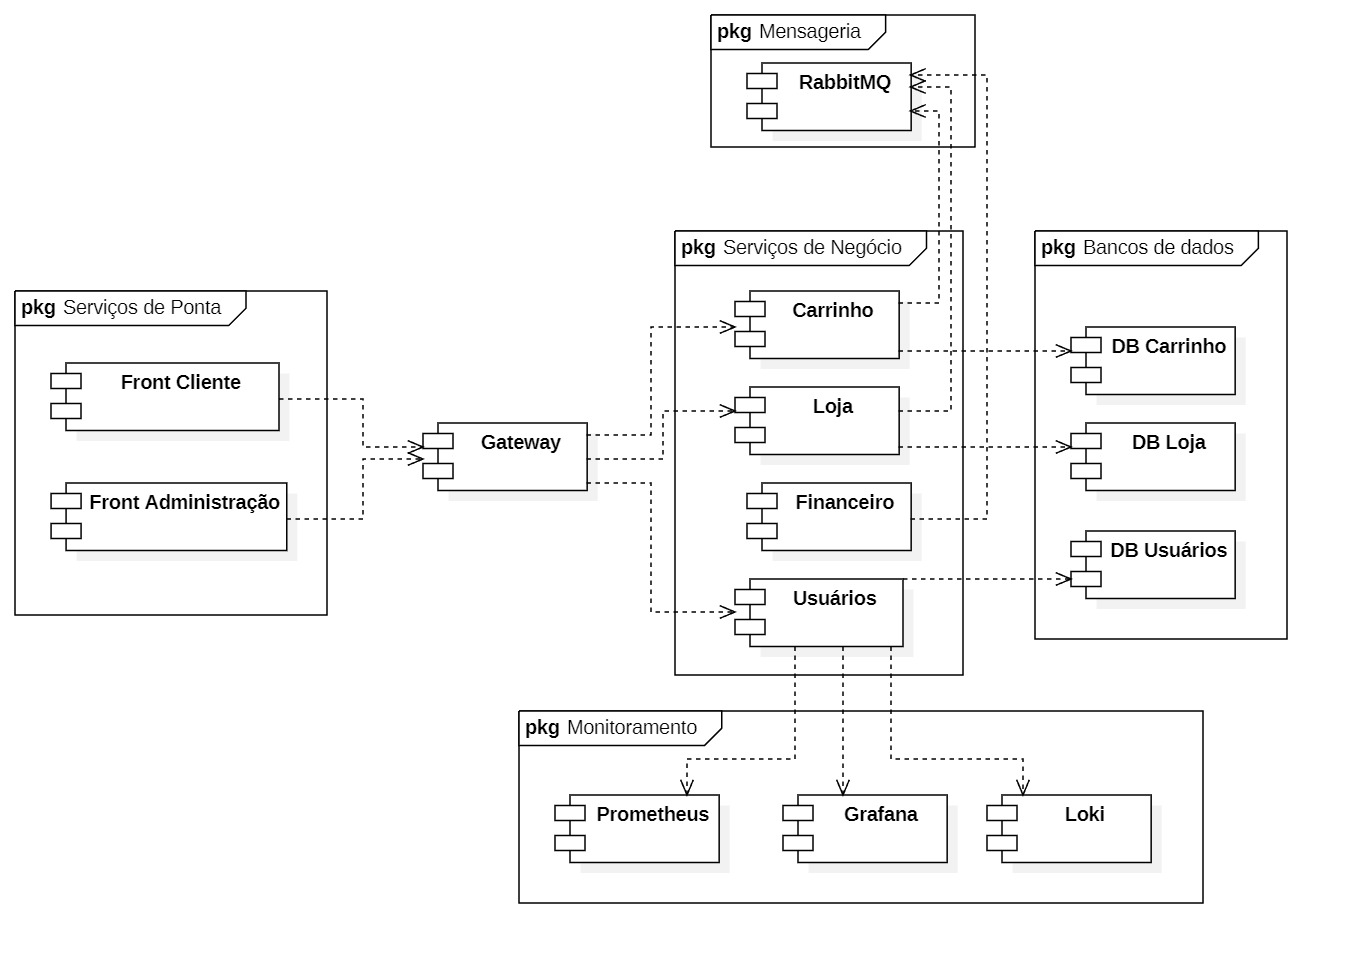 pkg Mensageria
RabbitMQ
pkg Serviços de Negócio
pkg Bancos de dados
pkg Serviços de Ponta
Carrinho
DB Carrinho
Front Cliente
Loja
Gateway
DB Loja
Front Administração
Financeiro
DB Usuários
Usuários
pkg Monitoramento
Prometheus
Grafana
Loki